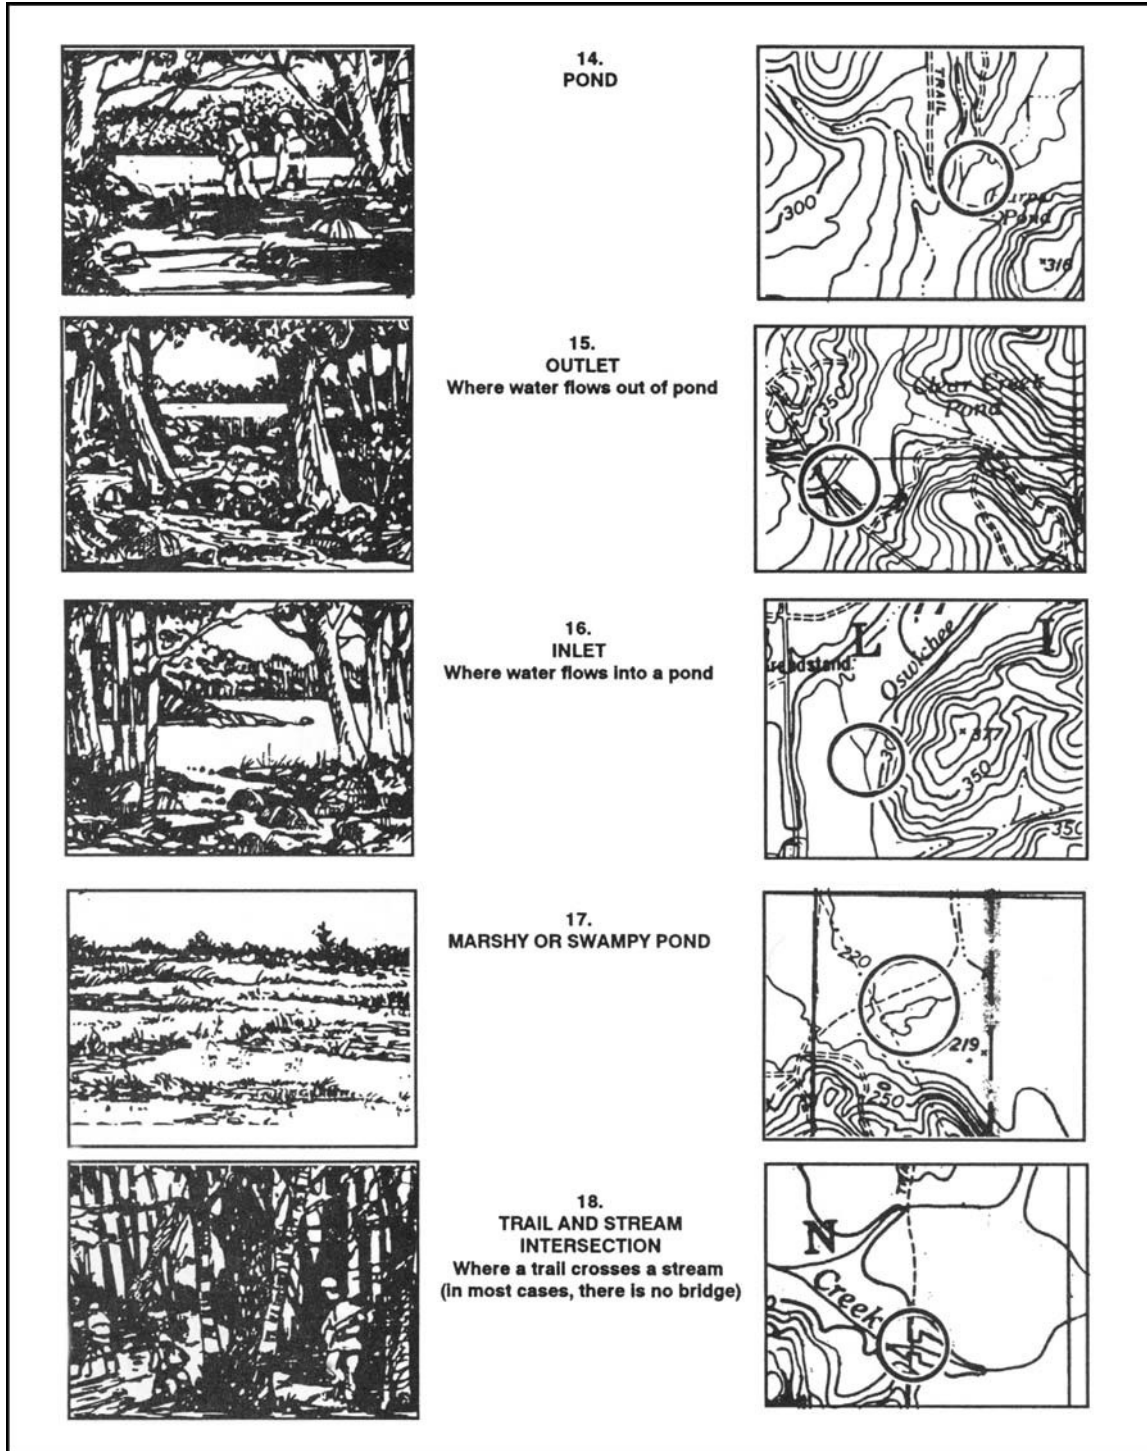 14.
POND
TRAIL
300
Pond
×316
15.
OUTLET
Where water flows out of pond
350
Clear Creek
Pond
16.
INLET
Where water flows into a pond
L
I
Oswichee
×377
350
350
17.
MARSHY OR SWAMPY POND
220
219 ×
250
18.
TRAIL AND STREAM
INTERSECTION
Where a trail crosses a stream
(in most cases, there is no bridge)
N
Creek